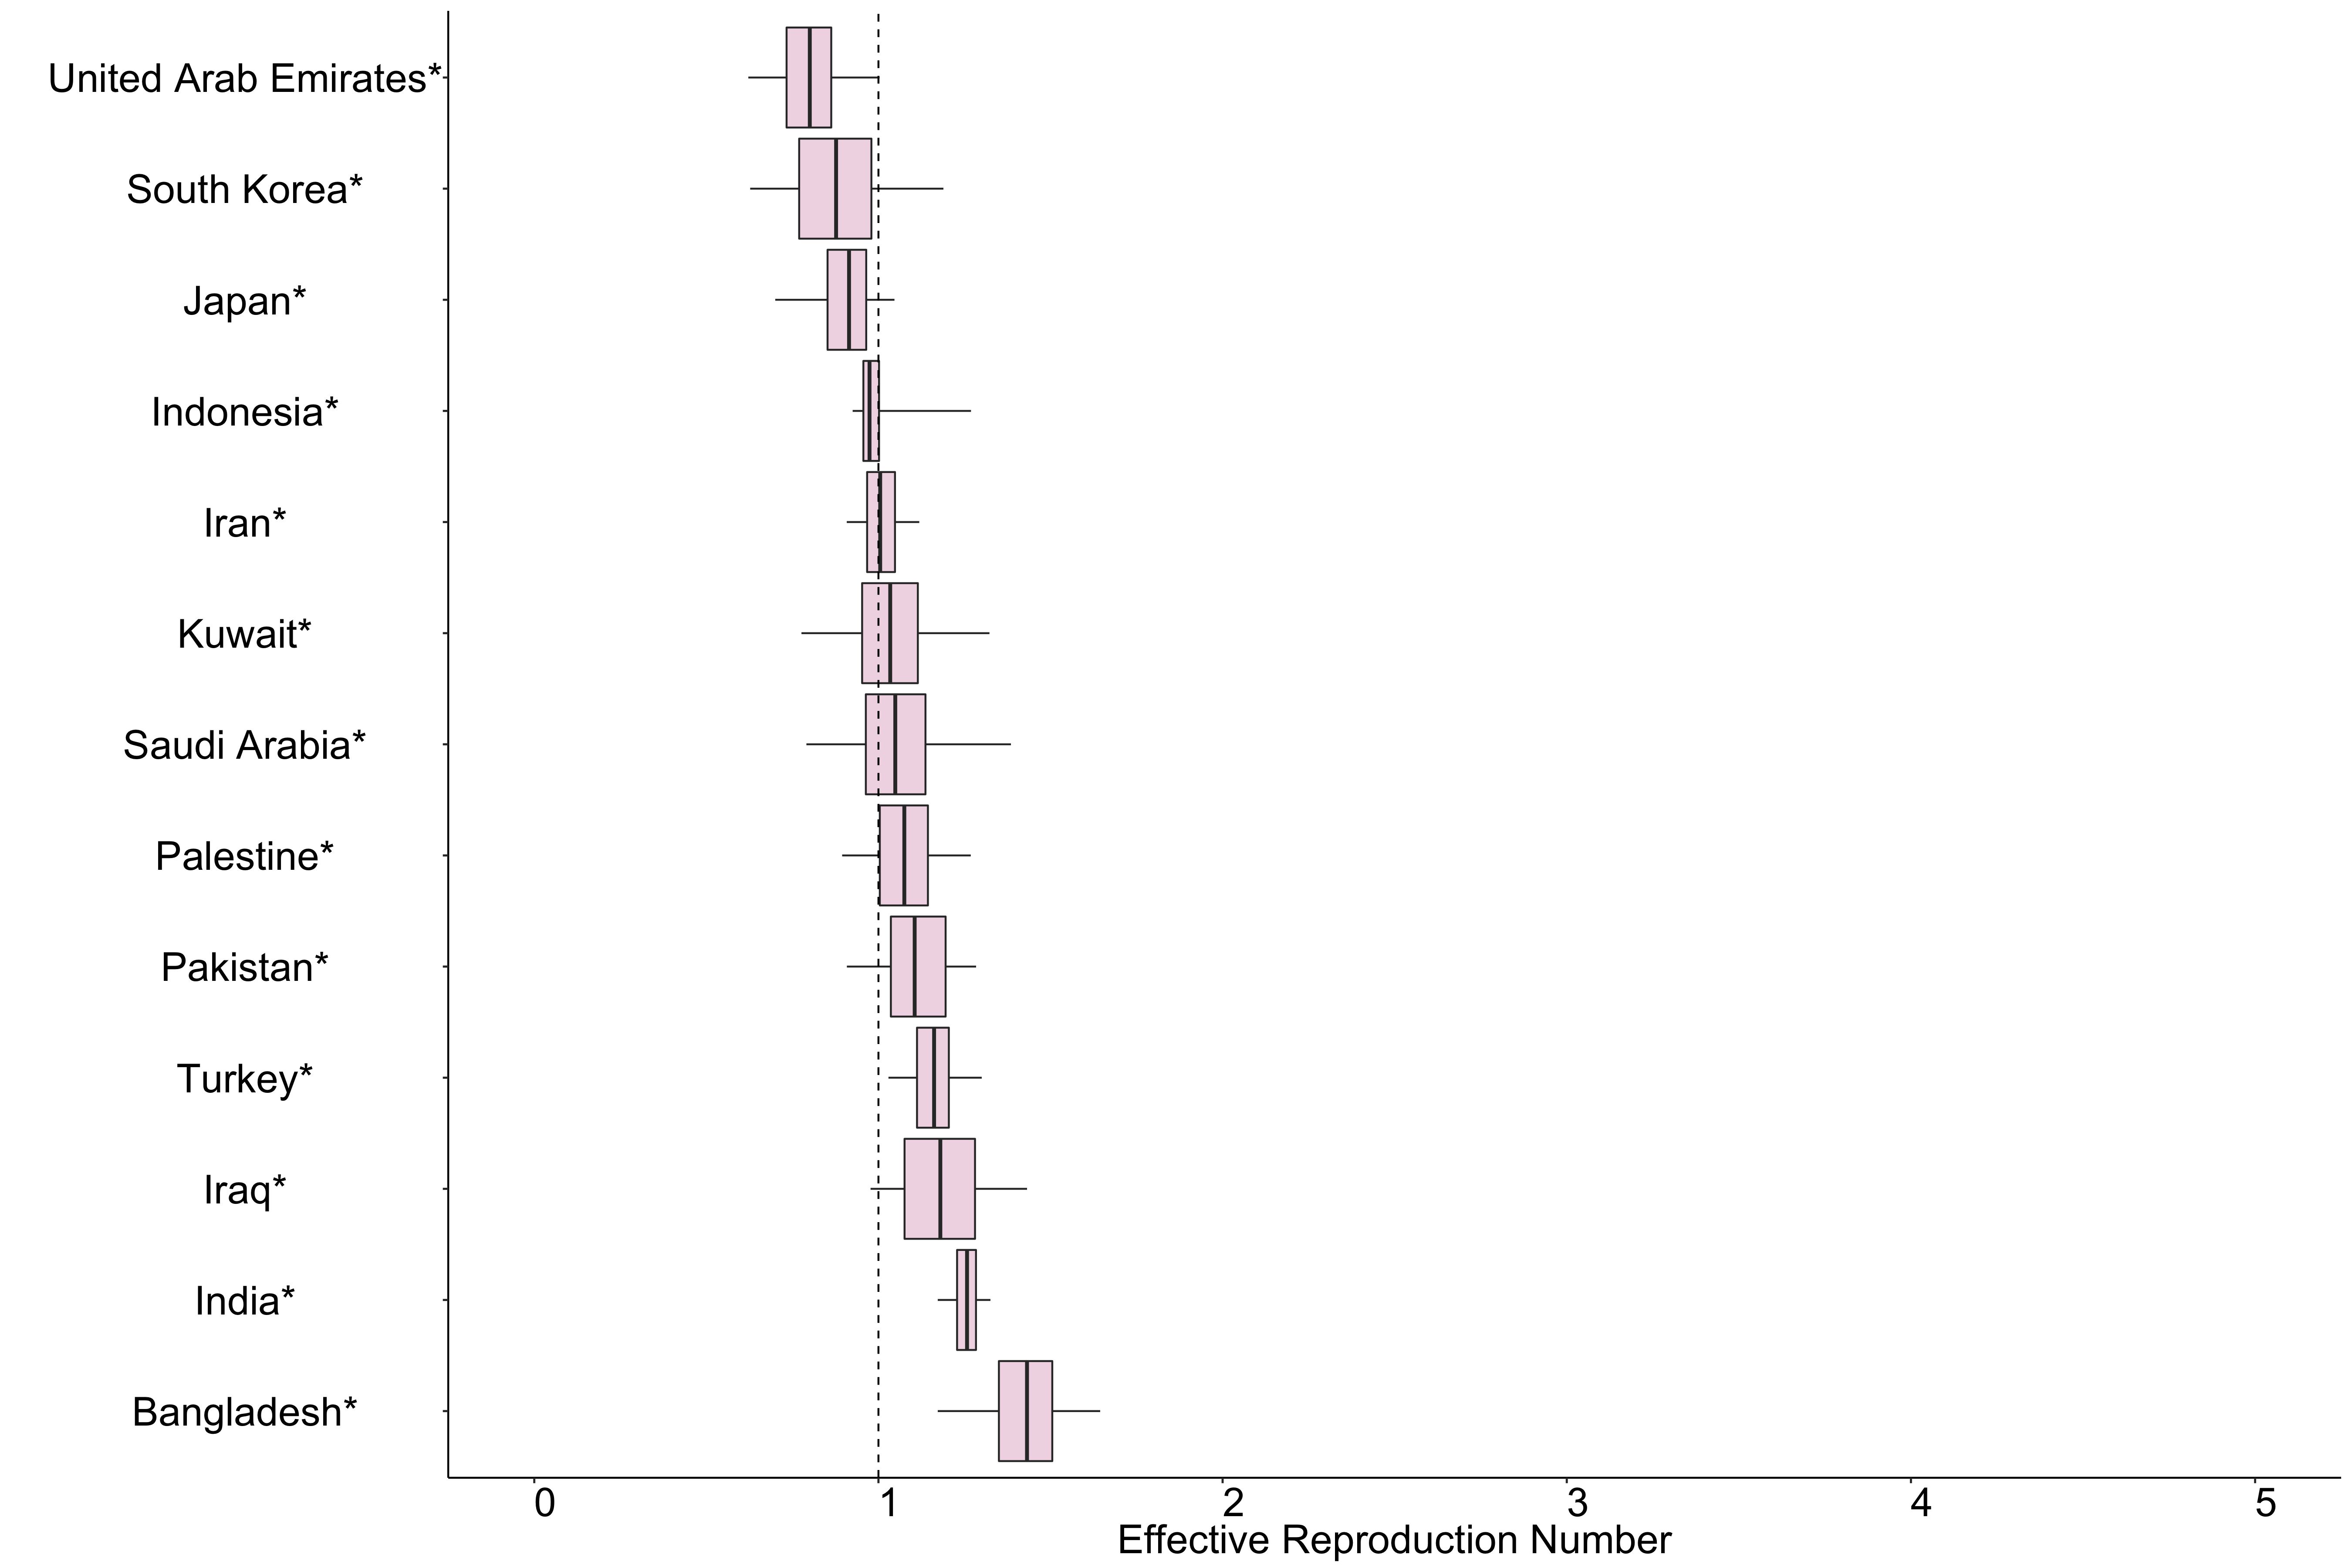 United Arab Emirates*
South Korea*
Japan*
Indonesia*
Iran*
Kuwait*
Saudi Arabia*
Palestine*
Pakistan*
Turkey*
Iraq*
India*
Bangladesh*
0 1 2 3 4 5
Effective Reproduction Number